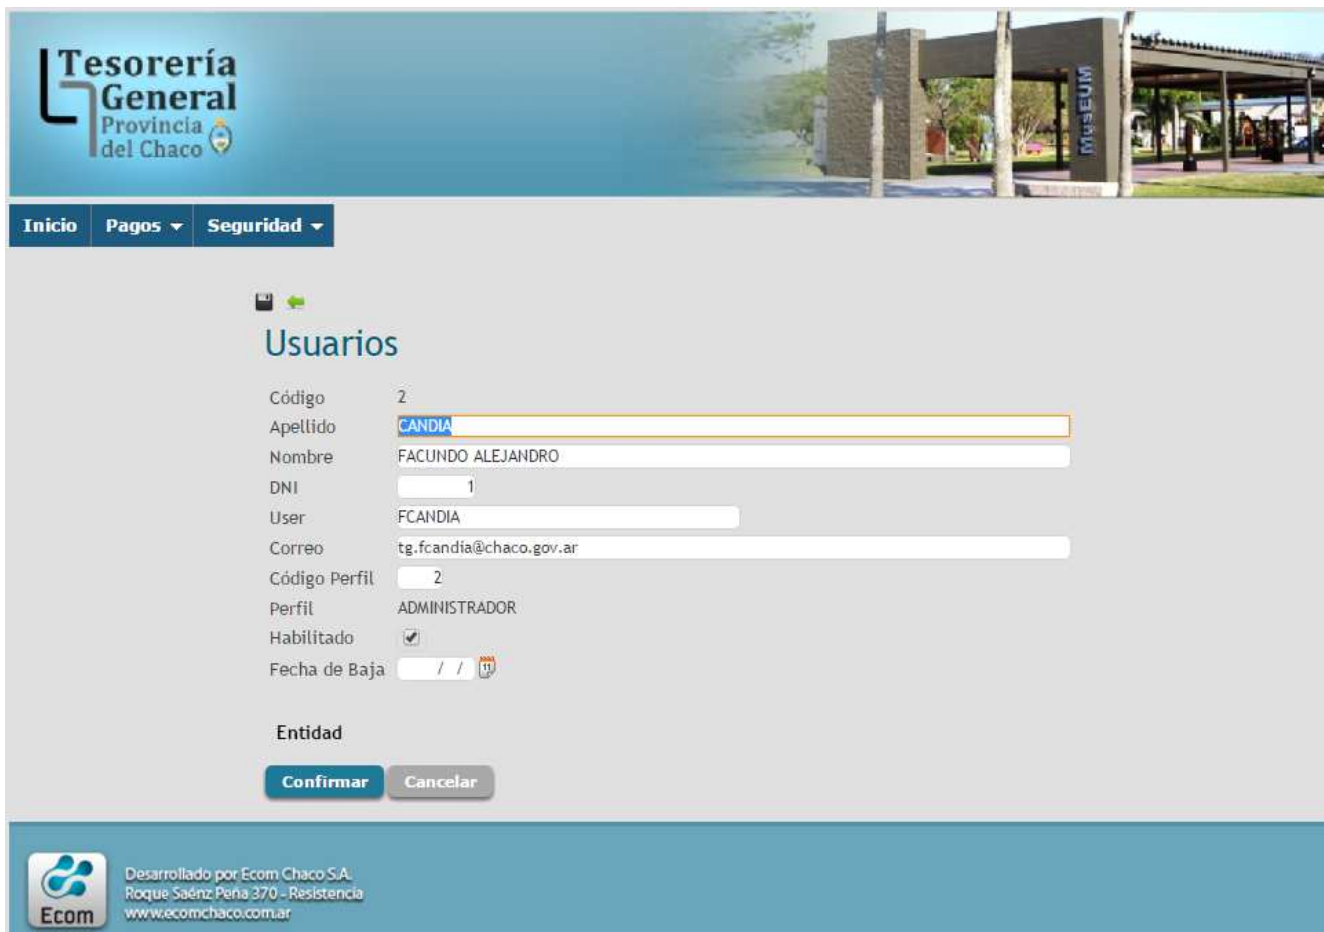 Tesorería
General
Provincia
del Chaco
MusEUM
Inicio Pagos Seguridad
Usuarios
Código 2
Apellido CANDIA
Nombre FACUNDO ALEJANDRO
DNI 1
User FCANDIA
Correo tg.fcandia@chaco.gov.ar
Código Perfil 2
Perfil ADMINISTRADOR
Habilitado
Fecha de Baja / / 11
Entidad
Confirmar Cancelar
Desarrollado por Ecom Chaco S.A.
Roque Saénz Peña 370 - Resistencia
Ecom www.ecomchaco.com.ar